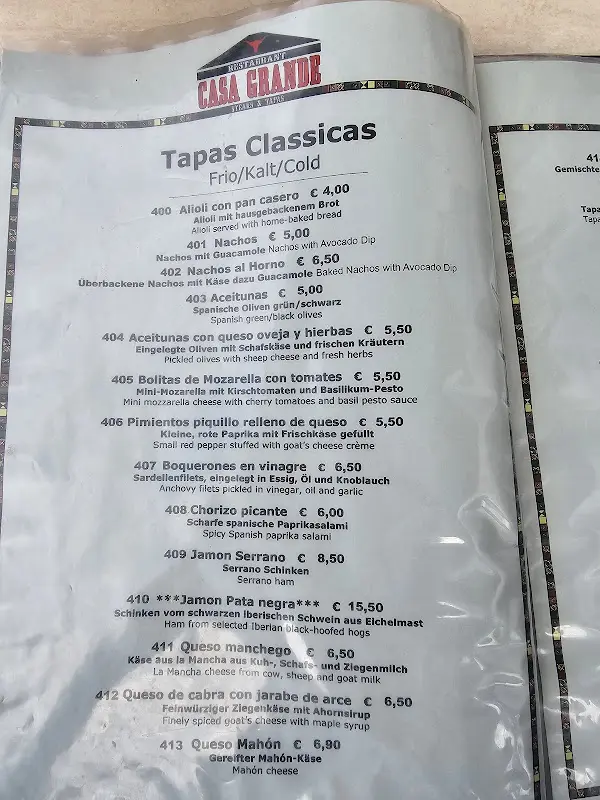 RESTAURANT
CASA GRANDE
STEAKS & TAPAS
Tapas Classicas
Frio/Kalt/Cold
400 Alioli con pan casero € 4,00
Alioli mit hausgebackenem Brot
Alioli served with home-baked bread
401 Nachos € 5,00
Nachos mit Guacamole Nachos with Avocado Dip
402 Nachos al Horno € 6,50
Überbackene Nachos mit Käse dazu Guacamole Baked Nachos with Avocado Dip
403 Aceitunas € 5,00
Spanische Oliven grün/schwarz
Spanish green/black olives
404 Aceitunas con queso oveja y hierbas € 5,50
Eingelegte Oliven mit Schafskäse und frischen Kräutern
Pickled olives with sheep cheese and fresh herbs
405 Bolitas de Mozarella con tomates € 5,50
Mini-Mozarella mit Kirschtomaten und Basilikum-Pesto
Mini mozzarella cheese with cherry tomatoes and basil pesto sauce
406 Pimientos piquillo relleno de queso € 5,50
Kleine, rote Paprika mit Frischkäse gefüllt
Small red pepper stuffed with goat's cheese crème
407 Boquerones en vinagre € 6,50
Sardellenfilets, eingelegt in Essig, Öl und Knoblauch
Anchovy filets pickled in vinegar, oil and garlic
408 Chorizo picante € 6,00
Scharfe spanische Paprikasalami
Spicy Spanish paprika salami
409 Jamon Serrano € 8,50
Serrano Schinken
Serrano ham
410 ***Jamon Pata negra*** € 15,50
Schinken vom schwarzen iberischen Schwein aus Eichelmast
Ham from selected Iberian black-hoofed hogs
411 Queso manchego € 6,50
Käse aus la Mancha aus Kuh-, Schafs- und Ziegenmilch
La Mancha cheese from cow, sheep and goat milk
412 Queso de cabra con jarabe de arce € 6,50
Feinwürziger Ziegenkäse mit Ahornsirup
Finely spiced goat's cheese with maple syrup
413 Queso Mahón € 6,90
Gereifter Mahón-Käse
Mahón cheese
41
Gemischte
Tapa
Tapa